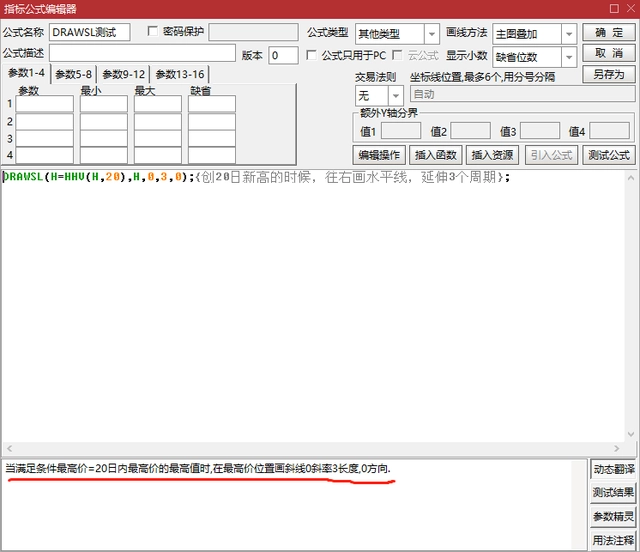 指标公式编辑器
公式名称 DRAWSL测试 密码保护 公式类型 其他类型 画线方法 主图叠加 确 定
公式描述 版本 0 公式只用于PC 云公式 显示小数 缺省位数 取 消
参数1-4 参数5-8 参数9-12 参数13-16 交易法则 坐标线位置,最多6个,用分号分隔 另存为
参数 最小 最大 缺省 无 自动
1
2
3
4
额外Y轴分界
值1 值2 值3 值4
编辑操作 插入函数 插入资源 引入公式 测试公式
DRAWSL(H=HHV(H,20),H,0,3,0);{创20日新高的时候，往右画水平线，延伸3个周期};
当满足条件最高价=20日内最高价的最高值时,在最高价位置画斜线0斜率3长度,0方向.
动态翻译
测试结果
参数精灵
用法注释